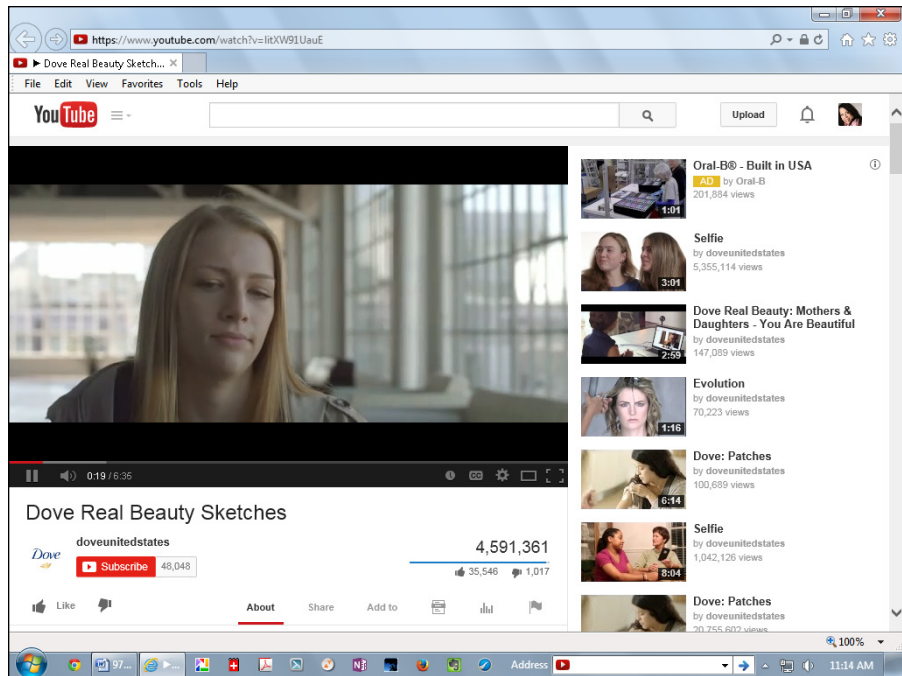 https://www.youtube.com/watch?v=litXW91UauE
Dove Real Beauty Sketch...
File Edit View Favorites Tools Help
YouTube
Upload
0:19 / 6:35
CC
Dove Real Beauty Sketches
Dove
doveunitedstates
Subscribe 48,048
4,591,361
35,546 1,017
Like
About Share Add to
Oral-B® - Built in USA
AD by Oral-B
201,884 views
1:01
Selfie
by doveunitedstates
5,355,114 views
3:01
Dove Real Beauty: Mothers &
Daughters - You Are Beautiful
by doveunitedstates
147,089 views
2:59
Evolution
by doveunitedstates
70,223 views
1:16
Dove: Patches
by doveunitedstates
100,689 views
6:14
Selfie
by doveunitedstates
1,042,126 views
8:04
Dove: Patches
by doveunitedstates
20,755,602 views
100%
97... Address 11:14 AM